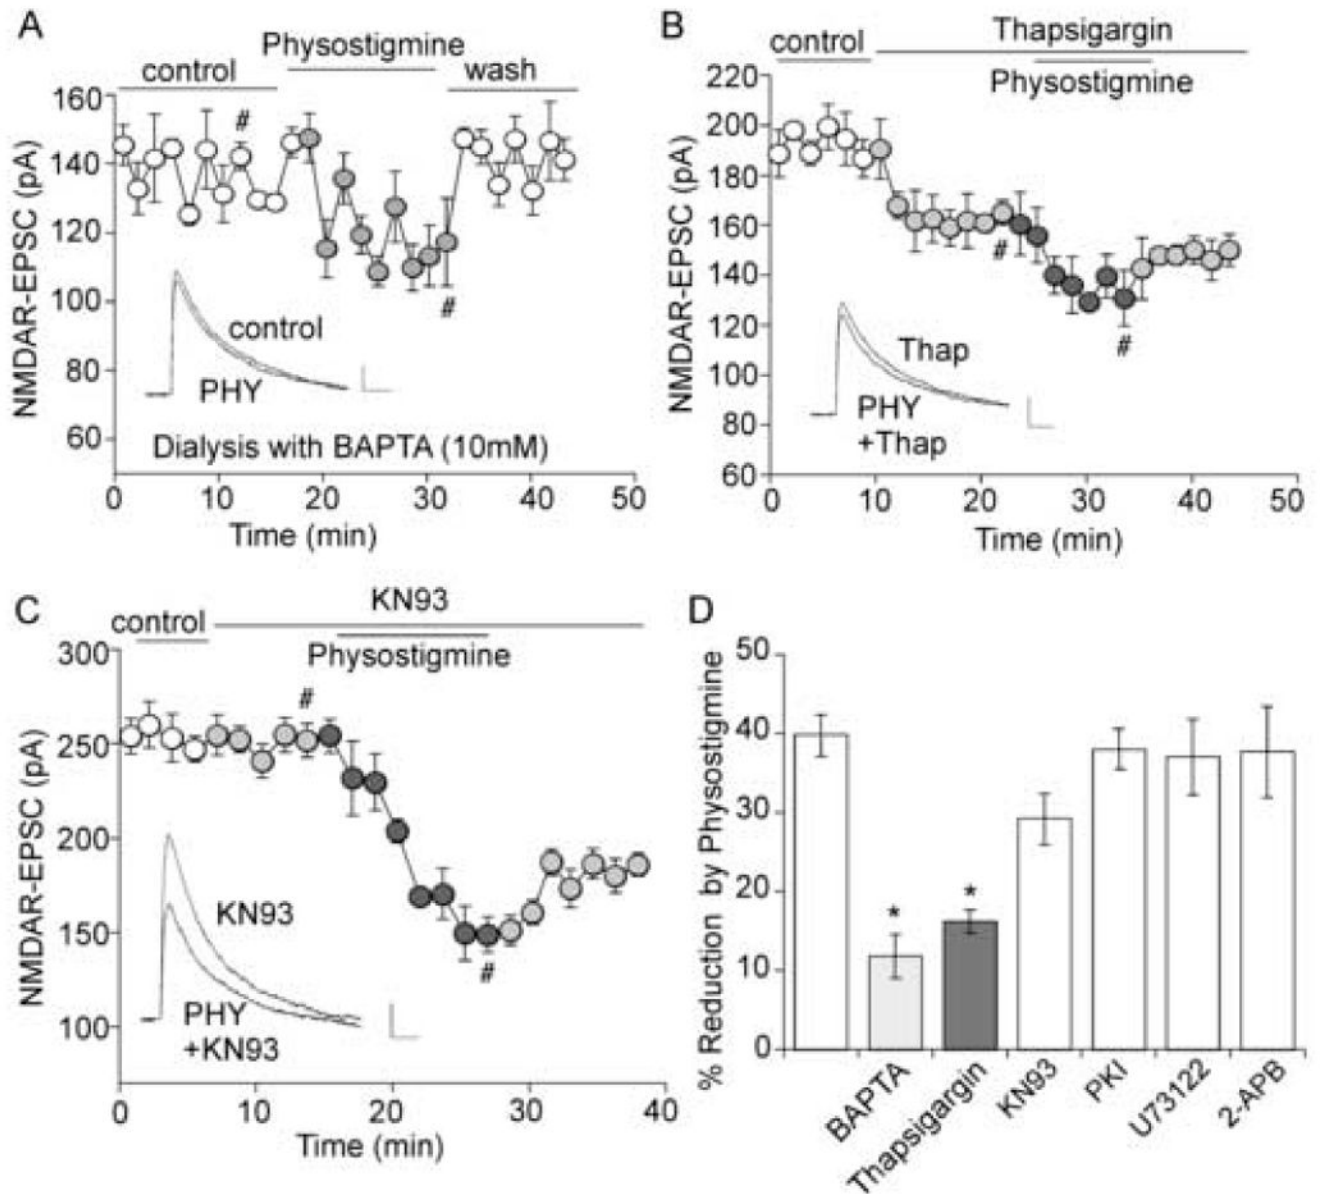 A
Physostigmine
control
wash
#
NMDAR-EPSC (pA)
160
140
120
100
80
60
#
control
PHY
Dialysis with BAPTA (10mM)
0 10 20 30 40 50
Time (min)
B
Thapsigargin
control
Physostigmine
NMDAR-EPSC (pA)
220
200
180
160
140
120
100
80
60
#
#
Thap
PHY
+Thap
0 10 20 30 40 50
Time (min)
C
KN93
control
Physostigmine
NMDAR-EPSC (pA)
300
250
200
150
100
#
#
KN93
PHY
+KN93
0 10 20 30 40
Time (min)
D
% Reduction by Physostigmine
50
40
30
20
10
0
*
*
BAPTA
Thapsigargin
KN93
PKI
U73122
2-APB